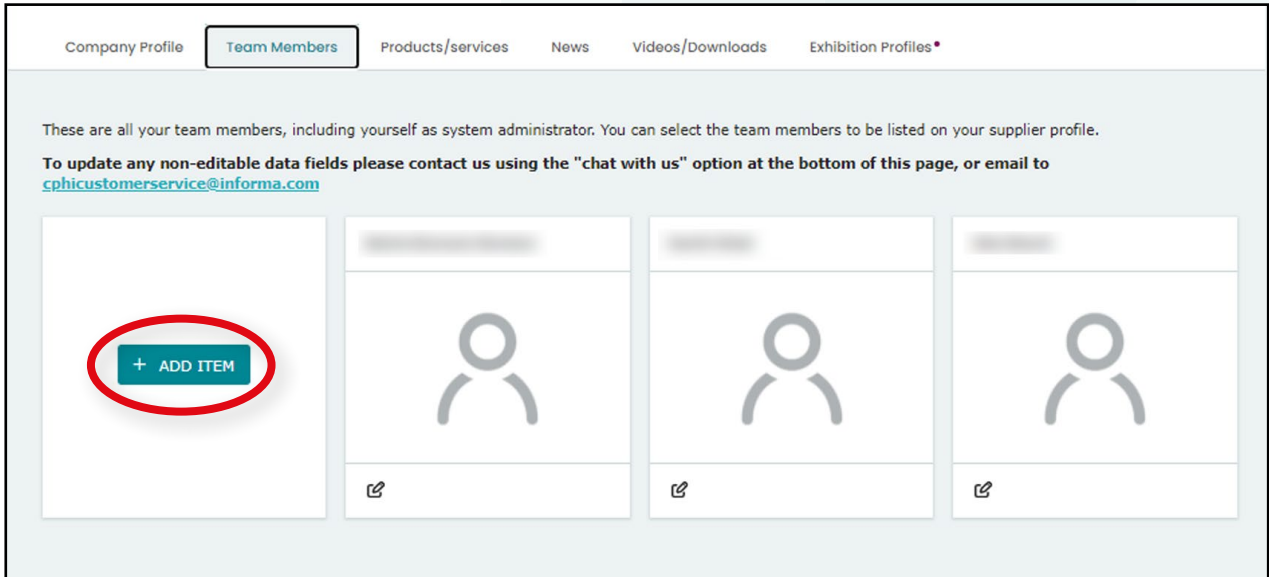 Company Profile Team Members Products/services News Videos/Downloads Exhibition Profiles
These are all your team members, including yourself as system administrator. You can select the team members to be listed on your supplier profile.
To update any non-editable data fields please contact us using the "chat with us" option at the bottom of this page, or email to
cphicustomerservice@informa.com
+ ADD ITEM